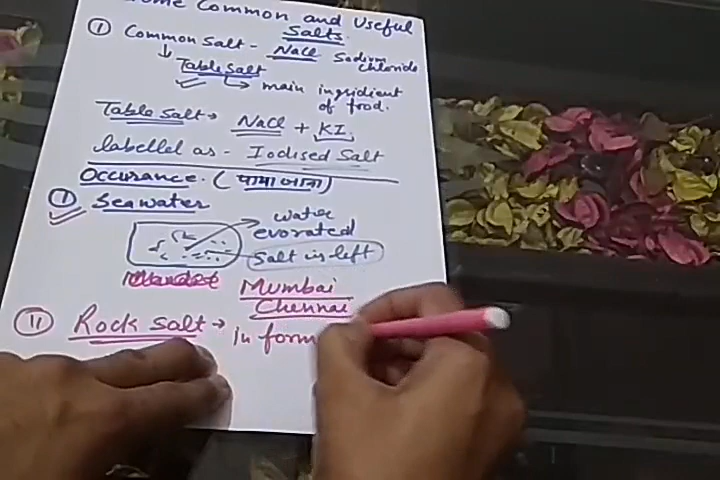 Some Common and Useful
Salts.
① Common Salt - NaCl Sodium
chloride
↓ Table Salt
↳ main ingridient
of food.
Table Salt → NaCl + KI,
labelled as - Iodised Salt
Occurance. ( पाया जाना )
① Seawater
water
evorated
Salt is left
Mumbai
Chennai
⑪ Rock salt → in form